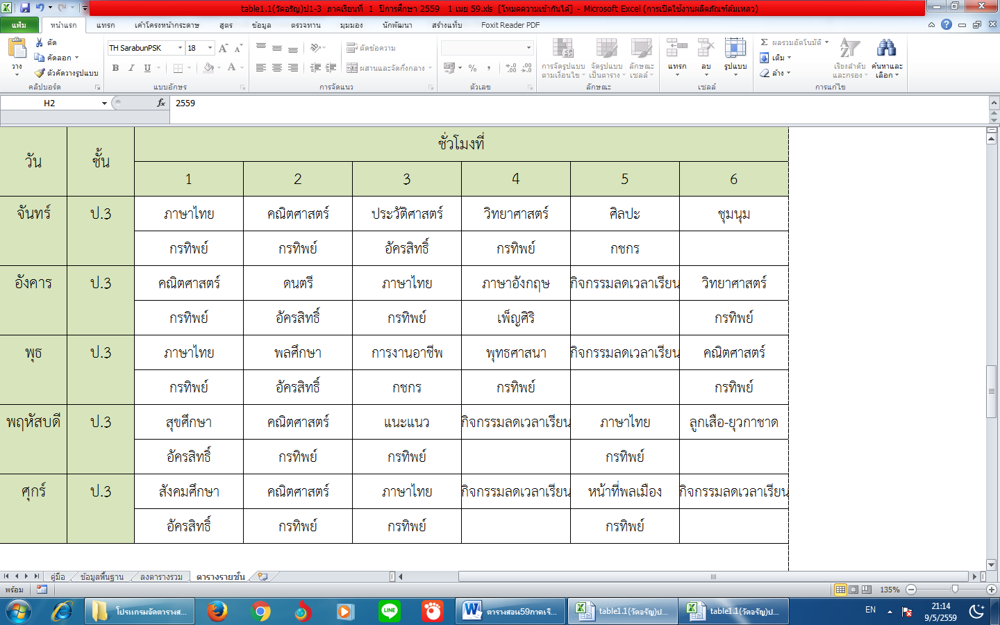 table1.1(วัดอรัญ)ป1-3 ภาคเรียนที่ 1 ปีการศึกษา 2559 1 เมย 59.xls [โหมดความเข้ากันได้] - Microsoft Excel (การเปิดใช้งานผลิตภัณฑ์ล้มเหลว)
แฟ้ม หน้าแรก แทรก เค้าโครงหน้ากระดาษ สูตร ข้อมูล ตรวจทาน มุมมอง นักพัฒนา สร้างแท็บ Foxit Reader PDF
วาง ตัด คัดลอก ตัวคัดวางรูปแบบ
TH SarabunPSK 18
B I U A
ตัดข้อความ
ผสานและจัดกึ่งกลาง
% ,
การจัดรูปแบบตามเงื่อนไข จัดรูปแบบเป็นตาราง ลักษณะเซลล์
แทรก ลบ รูปแบบ
Σ ผลรวมอัตโนมัติ
เติม
ล้าง
เรียงลำดับและกรอง ค้นหาและเลือก
คลิปบอร์ด แบบอักษร การจัดแนว ตัวเลข ลักษณะ เซลล์ การแก้ไข
H2 fx 2559
วัน ชั้น ชั่วโมงที่
1 2 3 4 5 6
จันทร์ ป.3 ภาษาไทย คณิตศาสตร์ ประวัติศาสตร์ วิทยาศาสตร์ ศิลปะ ชุมนุม
กรทิพย์ กรทิพย์ อัครสิทธิ์ กรทิพย์ กชกร
อังคาร ป.3 คณิตศาสตร์ ดนตรี ภาษาไทย ภาษาอังกฤษ กิจกรรมลดเวลาเรียน วิทยาศาสตร์
กรทิพย์ อัครสิทธิ์ กรทิพย์ เพ็ญศิริ กรทิพย์
พุธ ป.3 ภาษาไทย พลศึกษา การงานอาชีพ พุทธศาสนา กิจกรรมลดเวลาเรียน คณิตศาสตร์
กรทิพย์ อัครสิทธิ์ กชกร กรทิพย์ กรทิพย์
พฤหัสบดี ป.3 สุขศึกษา คณิตศาสตร์ แนะแนว กิจกรรมลดเวลาเรียน ภาษาไทย ลูกเสือ-ยุวกาชาด
อัครสิทธิ์ กรทิพย์ กรทิพย์ กรทิพย์
ศุกร์ ป.3 สังคมศึกษา คณิตศาสตร์ ภาษาไทย กิจกรรมลดเวลาเรียน หน้าที่พลเมือง กิจกรรมลดเวลาเรียน
อัครสิทธิ์ กรทิพย์ กรทิพย์ กรทิพย์
คู่มือ ข้อมูลพื้นฐาน ลงตารางรวม ตารางรายชั้น
พร้อม 135%
โปรแกรมจัดตารางส... LINE ตารางสอน59ภาคเรี... table1.1(วัดอรัญ)ป... table1.1(วัดอรัญ)ป... EN 21:14
9/5/2559